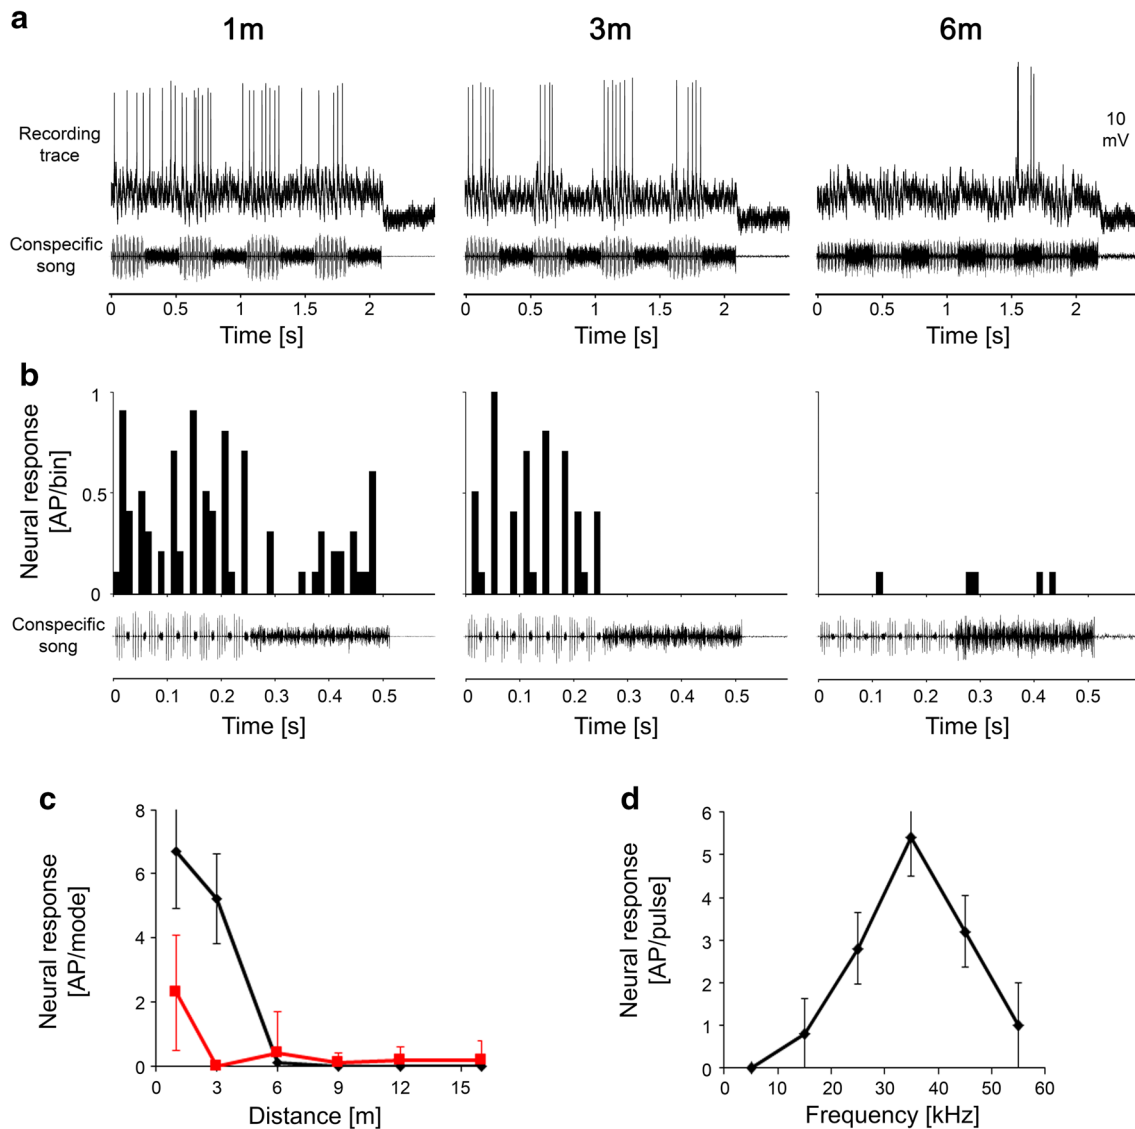 a
1m 3m 6m
Recording
trace
10
mV
Conspecific
song
0 0.5 1 1.5 2 0 0.5 1 1.5 2 0 0.5 1 1.5 2
Time [s] Time [s] Time [s]
b
Neural response
[AP/bin]
1
0.5
0
Conspecific
song
0 0.1 0.2 0.3 0.4 0.5 0 0.1 0.2 0.3 0.4 0.5 0 0.1 0.2 0.3 0.4 0.5
Time [s] Time [s] Time [s]
c
Neural response
[AP/mode]
8
6
4
2
0
0 3 6 9 12 15
Distance [m]
d
Neural response
[AP/pulse]
6
5
4
3
2
1
0
0 10 20 30 40 50 60
Frequency [kHz]